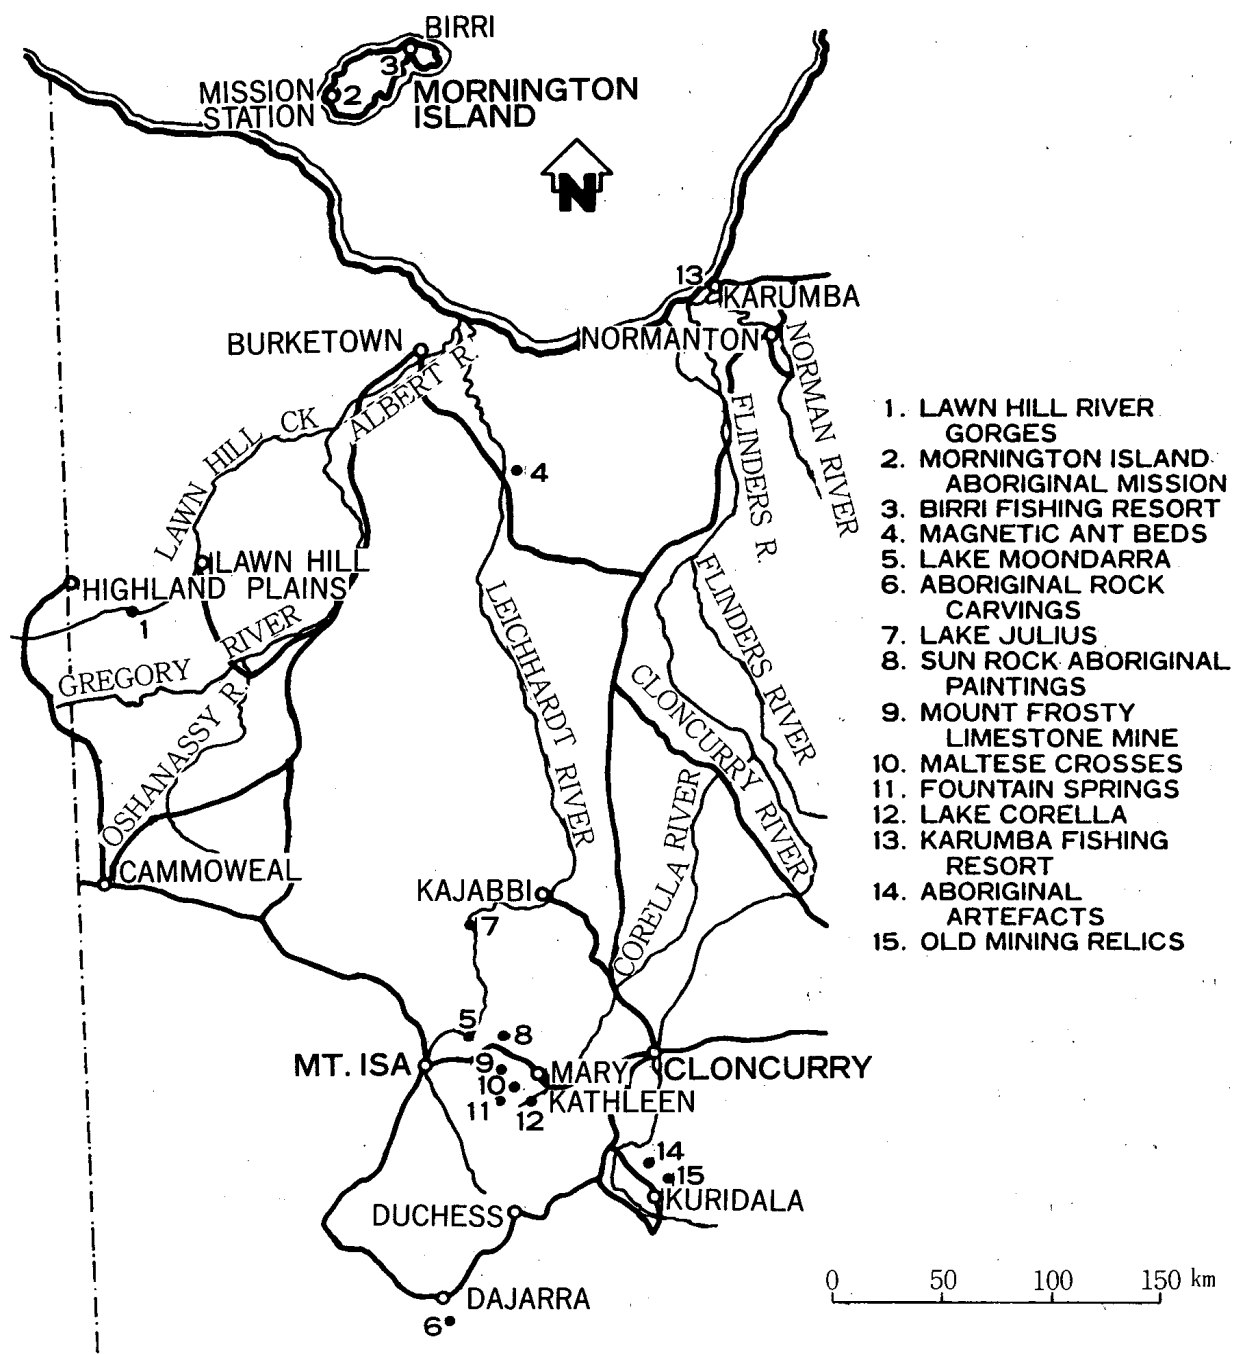 BIRRI
3
MISSION
STATION
2
MORNINGTON
ISLAND
N
13
KARUMBA
BURKETOWN
NORMANTON
ALBERT R.
NORMAN RIVER
LAWN HILL CK
FLINDERS R.
4
LAWN HILL
HIGHLAND PLAINS
1
GREGORY RIVER
LEICHHARDT RIVER
FLINDERS RIVER
CLONCURRY RIVER
OSHANASSY R.
CORELLA RIVER
CAMMOWEAL
KAJABBI
7
5
8
MT. ISA
9
MARY
KATHLEEN
CLONCURRY
10
11
12
14
15
KURIDALA
DUCHESS
DAJARRA
6
1. LAWN HILL RIVER
GORGES
2. MORNINGTON ISLAND
ABORIGINAL MISSION
3. BIRRI FISHING RESORT
4. MAGNETIC ANT BEDS
5. LAKE MOONDARRA
6. ABORIGINAL ROCK
CARVINGS
7. LAKE JULIUS
8. SUN ROCK ABORIGINAL
PAINTINGS
9. MOUNT FROSTY
LIMESTONE MINE
10. MALTESE CROSSES
11. FOUNTAIN SPRINGS
12. LAKE CORELLA
13. KARUMBA FISHING
RESORT
14. ABORIGINAL
ARTEFACTS
15. OLD MINING RELICS
0 50 100 150 km